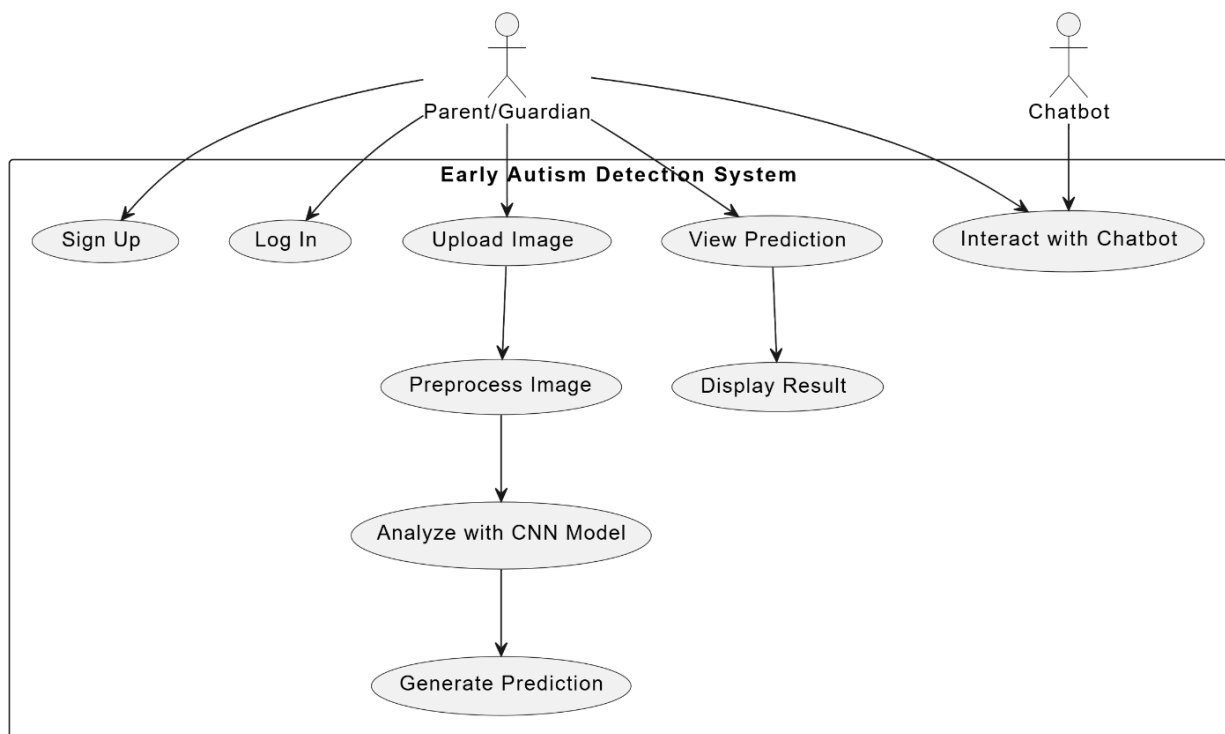 Parent/Guardian
Chatbot
Early Autism Detection System
Sign Up
Log In
Upload Image
View Prediction
Interact with Chatbot
Preprocess Image
Display Result
Analyze with CNN Model
Generate Prediction